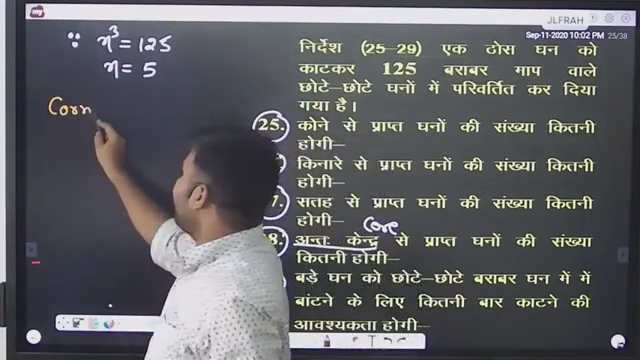 JLFRAH
Sep-11-2020 10:02 PM 25/38
∵ x³ = 125
x = 5
Corn
निर्देश (25-29) एक ठोस घन को
काटकर 125 बराबर माप वाले
छोटे-छोटे घनों में परिवर्तित कर दिया
गया है।
25. कोने से प्राप्त घनों की संख्या कितनी
होगी-
किनारे से प्राप्त घनों की संख्या कितनी
होगी-
7. सतह से प्राप्त घनों की संख्या कितनी
होगी-
Core
8. अन्तः केन्द्र से प्राप्त घनों की संख्या
कितनी होगी-
बड़े घन को छोटे-छोटे बराबर घन में में
बांटने के लिए कितनी बार काटने की
आवश्यकता होगी-